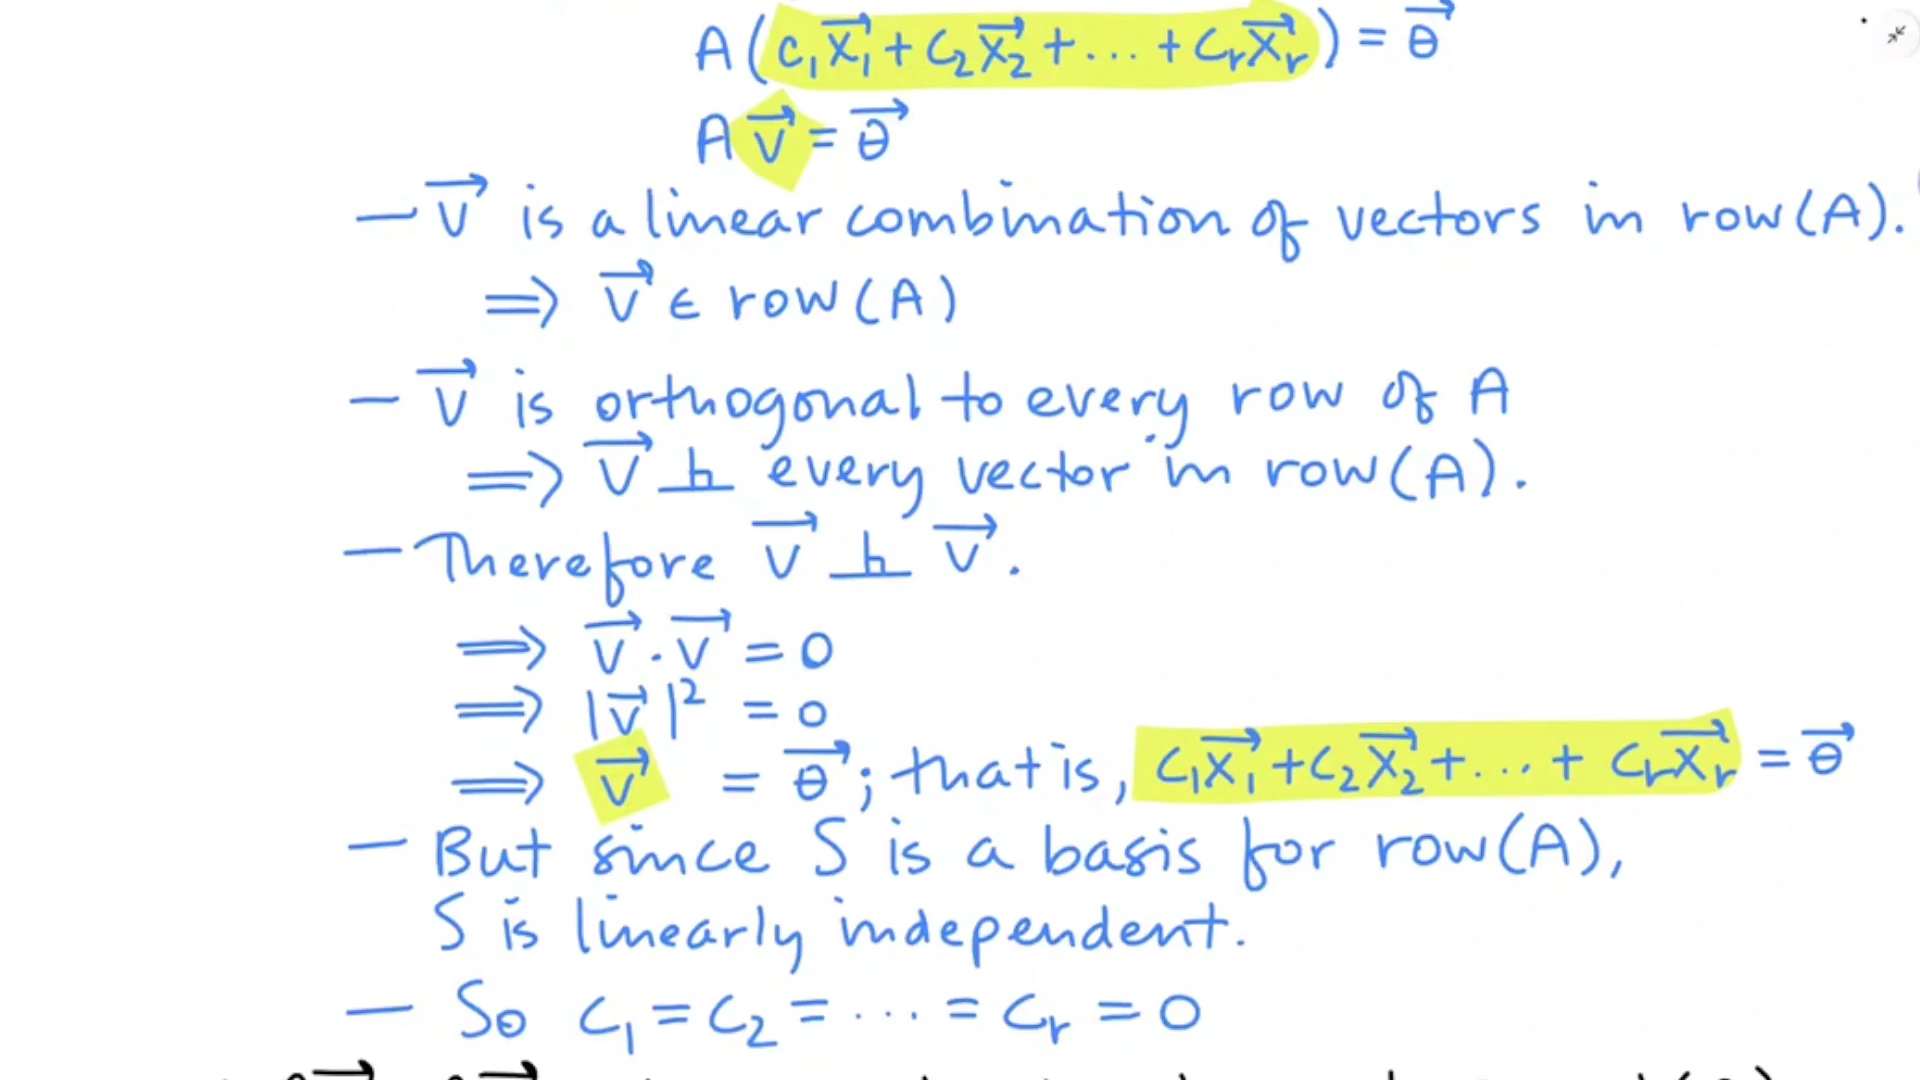 A(c₁x⃗₁ + c₂x⃗₂ + ... + cᵣx⃗ᵣ) = θ⃗
Av⃗ = θ⃗
— v⃗ is a linear combination of vectors in row(A).
⟹ v⃗ ∈ row(A)
— v⃗ is orthogonal to every row of A
⟹ v⃗ ⊥ every vector in row(A).
— Therefore v⃗ ⊥ v⃗.
⟹ v⃗ · v⃗ = 0
⟹ |v⃗|² = 0
⟹ v⃗ = θ⃗; that is, c₁x⃗₁ + c₂x⃗₂ + ... + cᵣx⃗ᵣ = θ⃗
— But since S is a basis for row(A),
S is linearly independent.
— So c₁ = c₂ = ... = cᵣ = 0